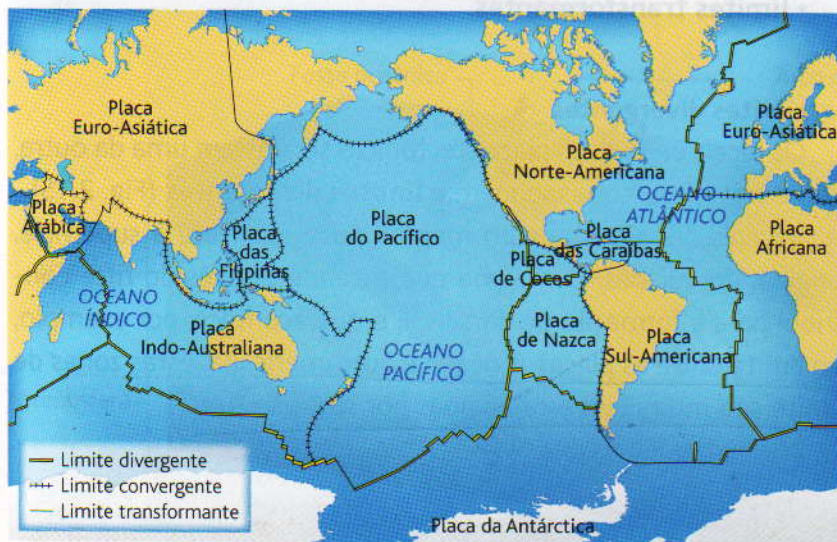 • limites transformantes
Placa
Euro-Asiática
Placa
Arábica
Placa
das
Filipinas
Placa
do Pacífico
Placa
Norte-Americana
OCEANO
ATLÂNTICO
Placa
Euro-Asiática
Placa
das Caraíbas
Placa
de Cocos
Placa
Africana
OCEANO
ÍNDICO
Placa
Indo-Australiana
OCEANO
PACÍFICO
Placa
de Nazca
Placa
Sul-Americana
Limite divergente
Limite convergente
Limite transformante
Placa da Antárctica